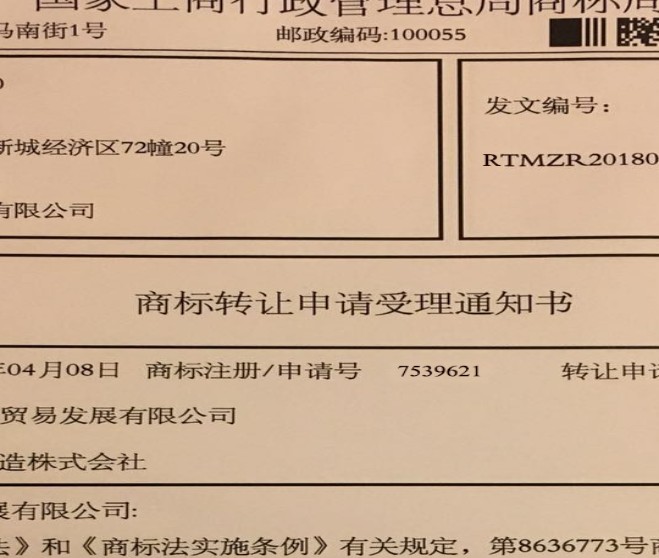 国家工商行政管理总局商标局
马南街1号
邮政编码:100055
新城经济区72幢20号
有限公司
发文编号：
RTMZR20180
商标转让申请受理通知书
年04月08日 商标注册/申请号 7539621 转让申请
贸易发展有限公司
造株式会社
展有限公司:
法》和《商标法实施条例》有关规定，第8636773号商